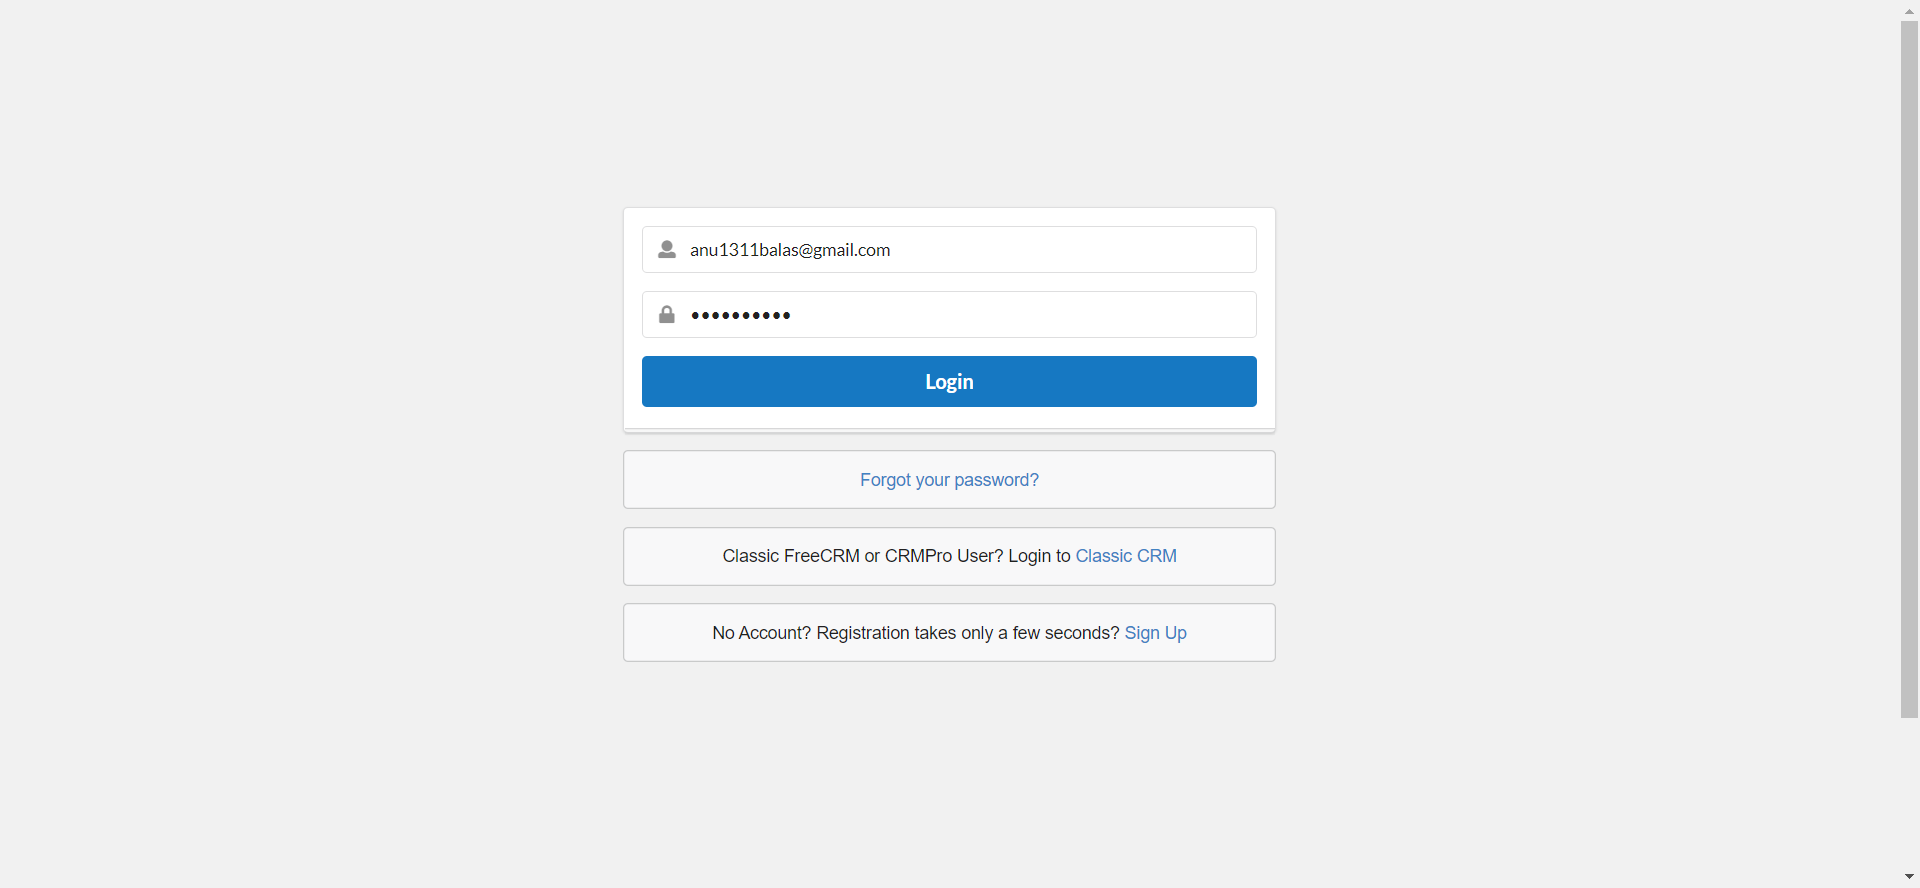 anu1311balas@gmail.com
••••••••••
Login
Forgot your password?
Classic FreeCRM or CRMPro User? Login to Classic CRM
No Account? Registration takes only a few seconds? Sign Up